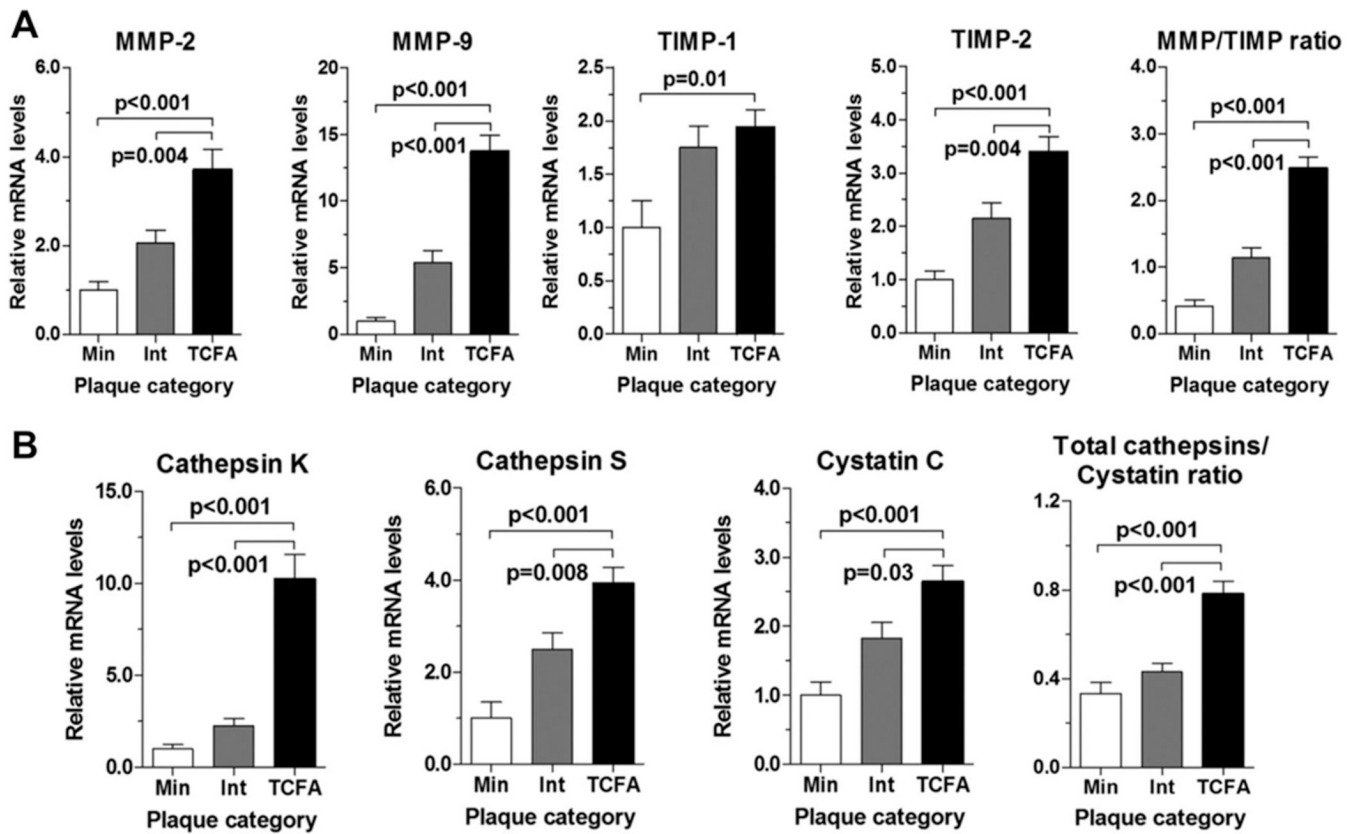 A
MMP-2
Relative mRNA levels
6.0
4.0
2.0
0.0
p<0.001
p=0.004
Min Int TCFA
Plaque category
MMP-9
Relative mRNA levels
20
15
10
5
0
p<0.001
p<0.001
Min Int TCFA
Plaque category
TIMP-1
Relative mRNA levels
2.5
2.0
1.5
1.0
0.5
0.0
p=0.01
Min Int TCFA
Plaque category
TIMP-2
Relative mRNA levels
5.0
4.0
3.0
2.0
1.0
0.0
p<0.001
p=0.004
Min Int TCFA
Plaque category
MMP/TIMP ratio
4.0
3.0
2.0
1.0
0.0
p<0.001
p<0.001
Min Int TCFA
Plaque category
B
Cathepsin K
Relative mRNA levels
15.0
10.0
5.0
0.0
p<0.001
p<0.001
Min Int TCFA
Plaque category
Cathepsin S
Relative mRNA levels
6.0
4.0
2.0
0.0
p<0.001
p=0.008
Min Int TCFA
Plaque category
Cystatin C
Relative mRNA levels
4.0
3.0
2.0
1.0
0.0
p<0.001
p=0.03
Min Int TCFA
Plaque category
Total cathepsins/
Cystatin ratio
1.2
0.8
0.4
0.0
p<0.001
p<0.001
Min Int TCFA
Plaque category